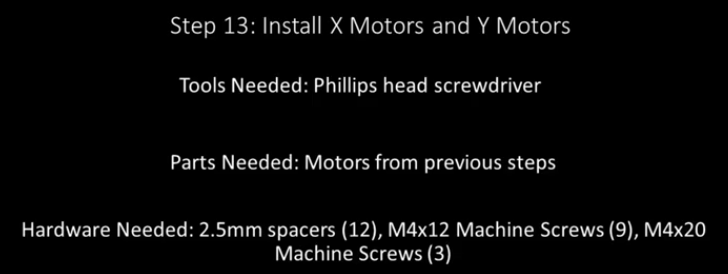 Step 13: Install X Motors and Y Motors
Tools Needed: Phillips head screwdriver
Parts Needed: Motors from previous steps
Hardware Needed: 2.5mm spacers (12), M4x12 Machine Screws (9), M4x20
Machine Screws (3)